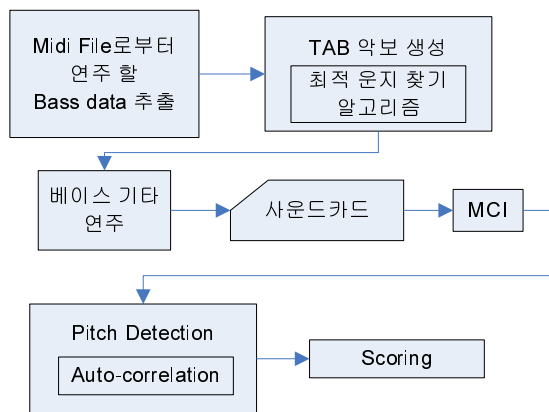 Midi File로부터
연주 할
Bass data 추출
TAB 악보 생성
최적 운지 찾기
알고리즘
베이스 기타
연주
사운드카드
MCI
Pitch Detection
Auto-correlation
Scoring